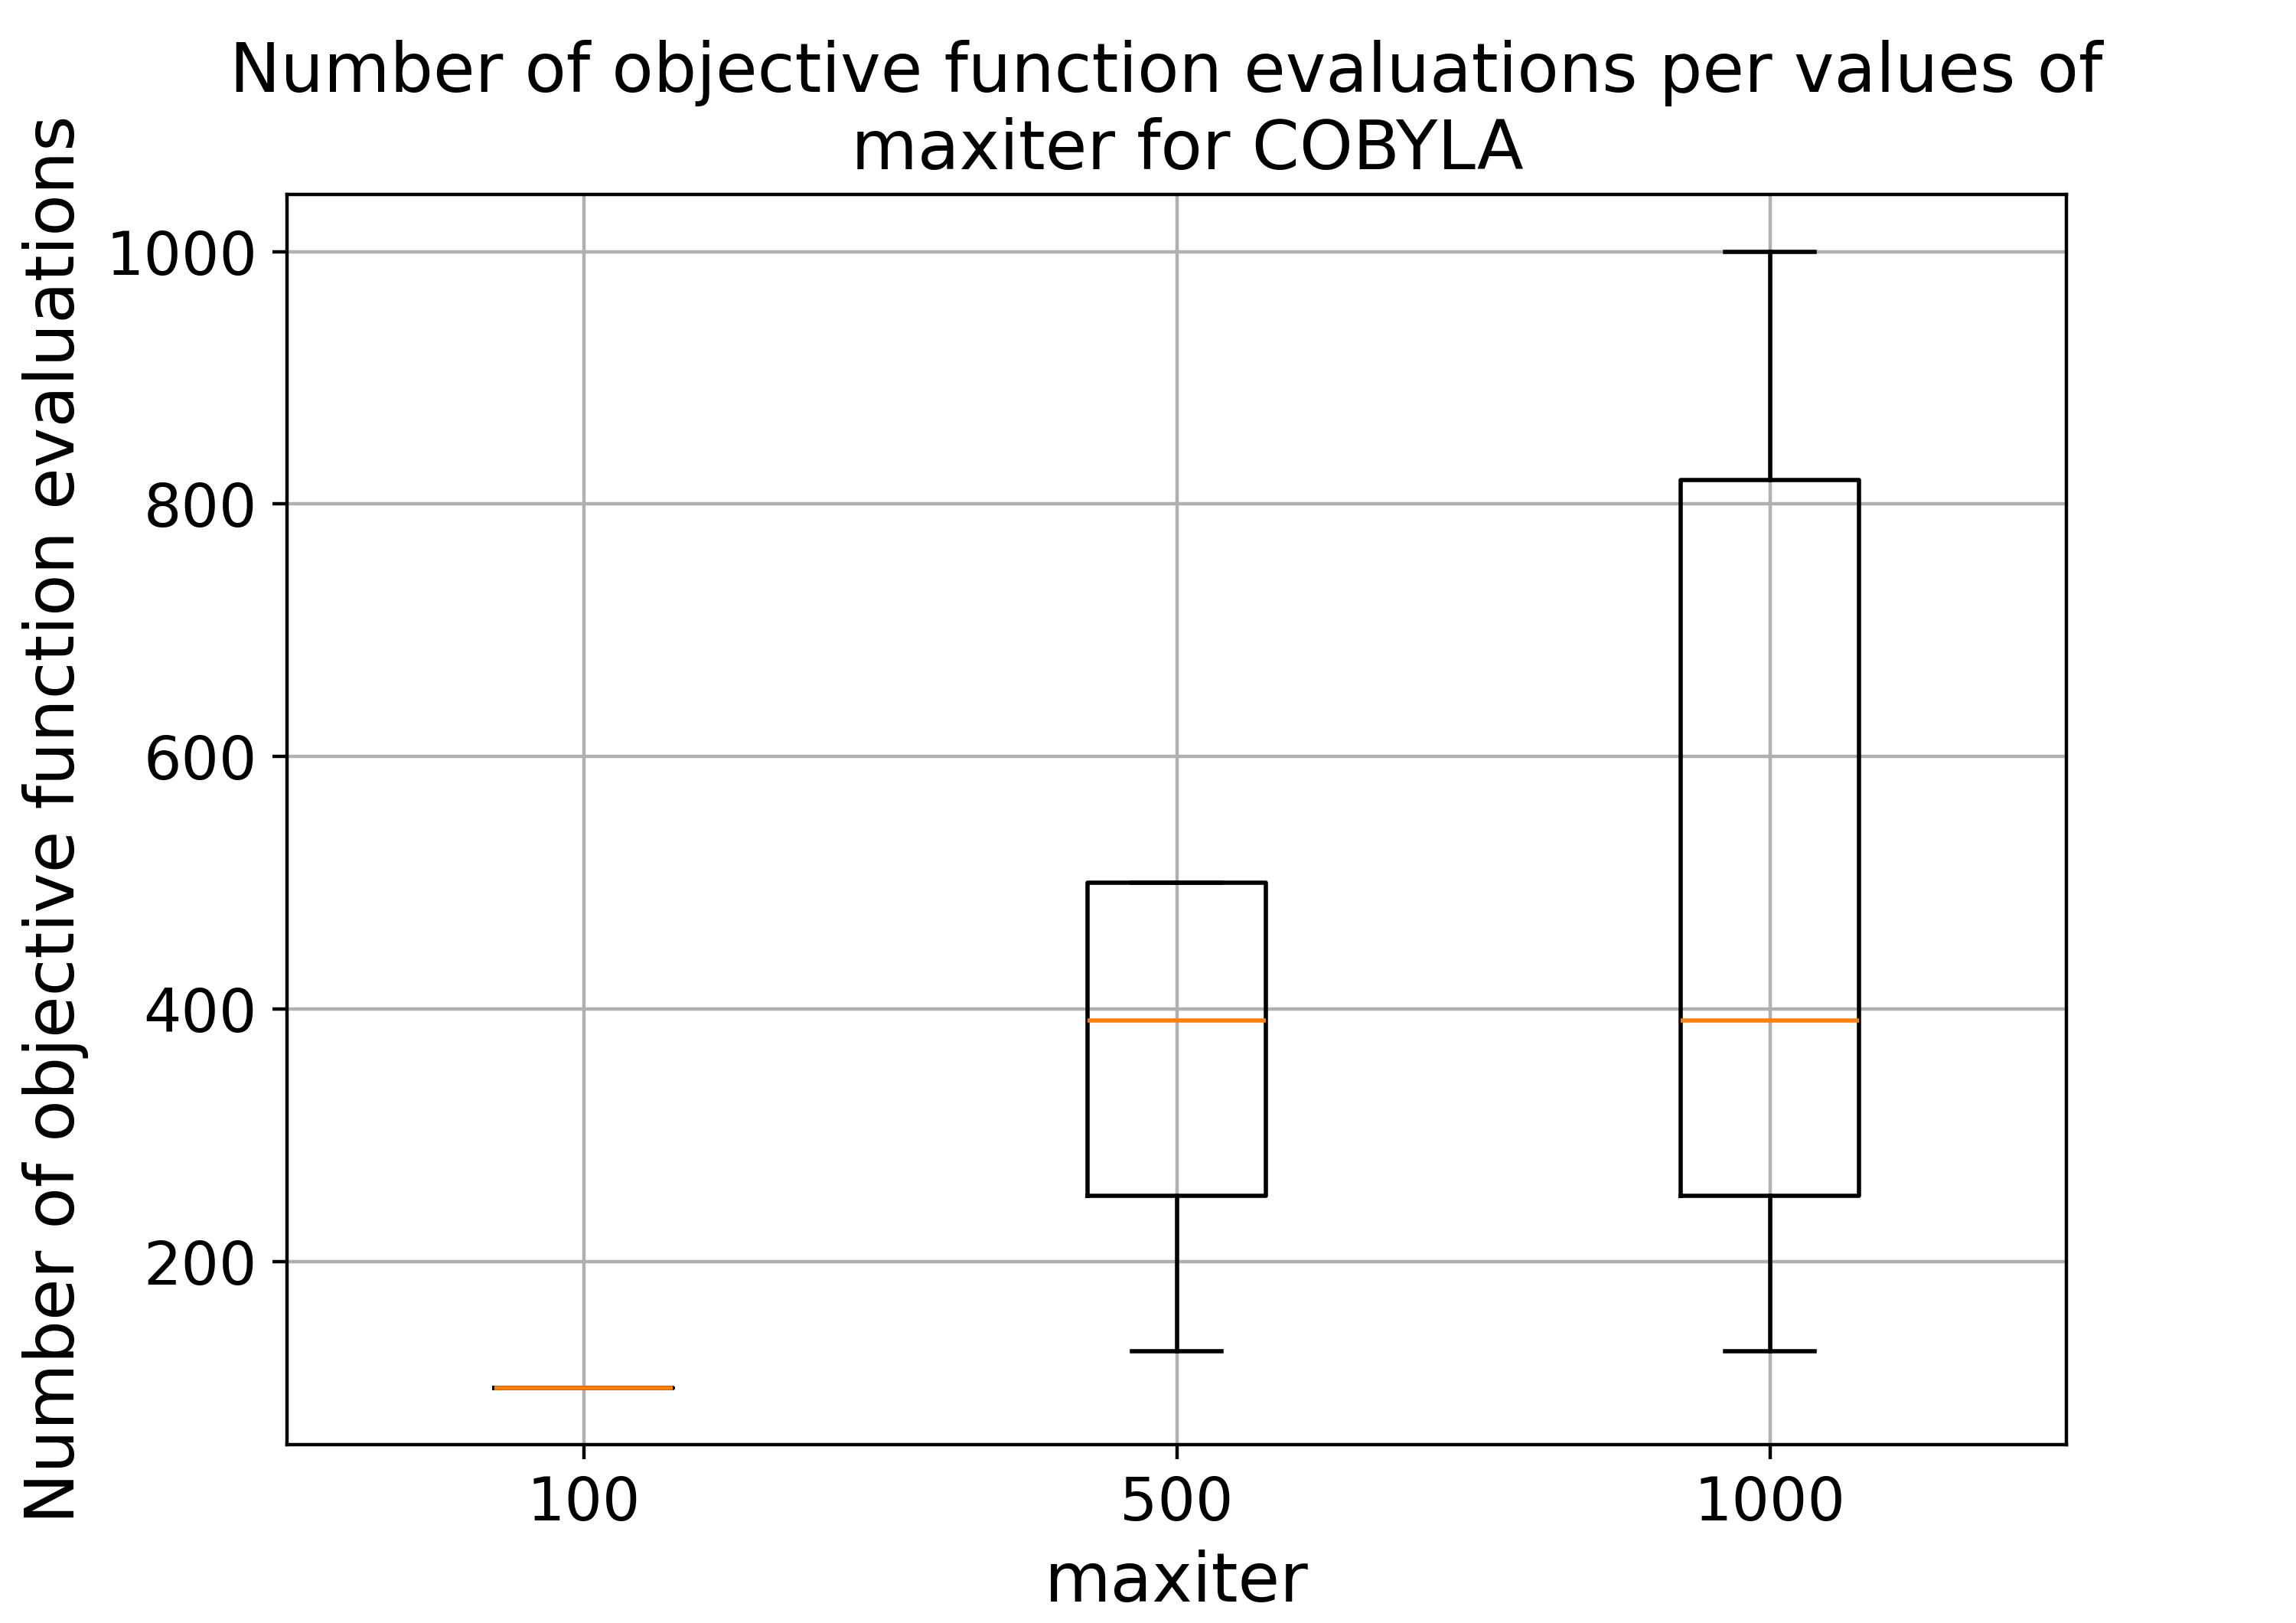 Number of objective function evaluations per values of
maxiter for COBYLA
Number of objective function evaluations
1000
800
600
400
200
100
500
1000
maxiter